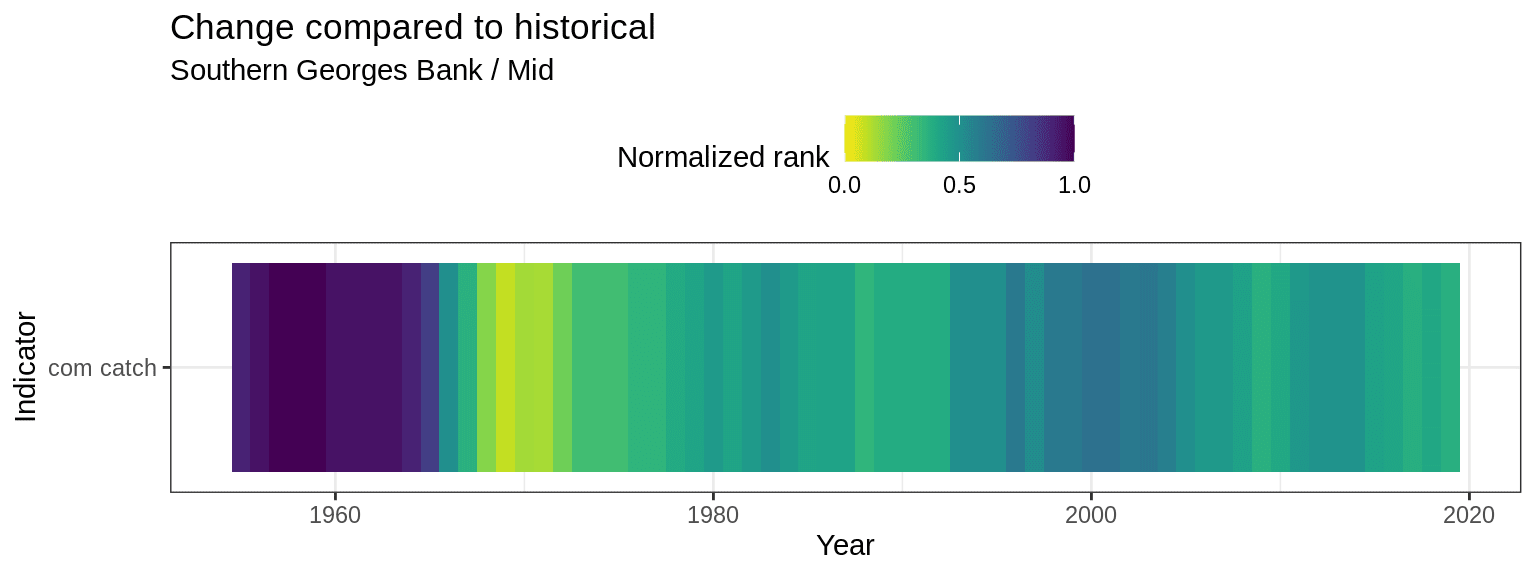 Change compared to historical
Southern Georges Bank / Mid
Normalized rank
0.0 0.5 1.0
Indicator
com catch
1960 1980 2000 2020
Year